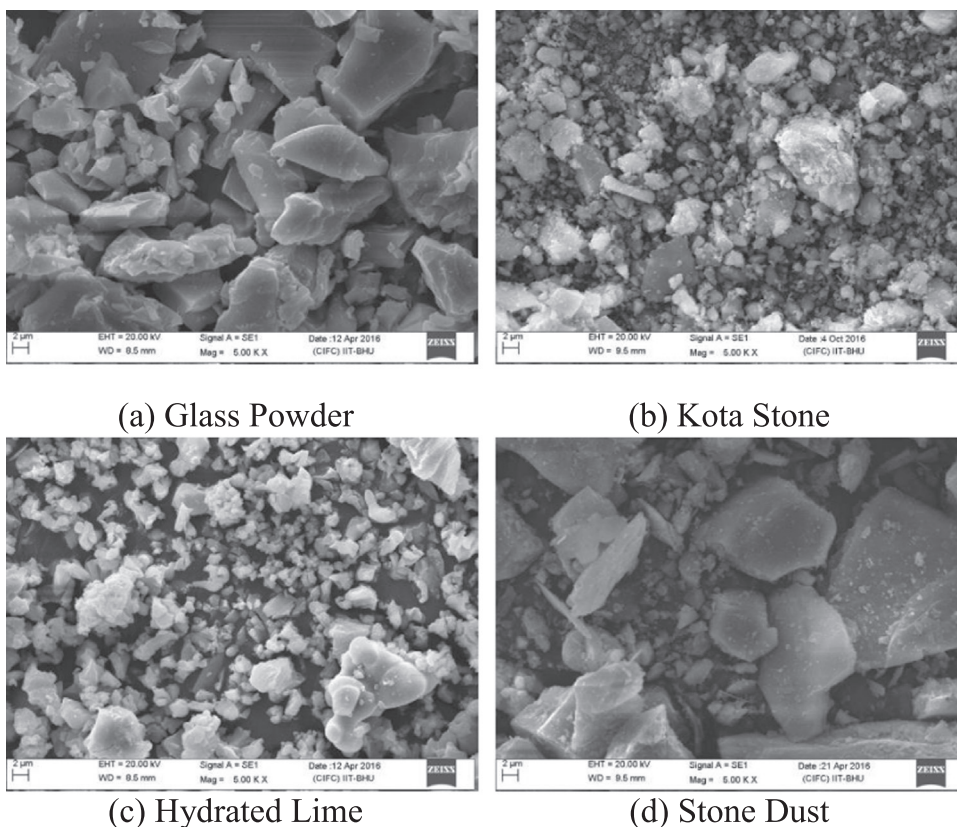 2 µm EHT = 20.00 kV Signal A = SE1 Date :12 Apr 2016 ZEISS
WD = 8.5 mm Mag = 5.00 K X (CIFC) IIT-BHU
2 µm EHT = 20.00 kV Signal A = SE1 Date :4 Oct 2016 ZEISS
WD = 9.5 mm Mag = 5.00 K X (CIFC) IIT-BHU
(a) Glass Powder
(b) Kota Stone
2 µm EHT = 20.00 kV Signal A = SE1 Date :12 Apr 2016 ZEISS
WD = 8.5 mm Mag = 5.00 K X (CIFC) IIT-BHU
2 µm EHT = 20.00 kV Signal A = SE1 Date :21 Apr 2016 ZEISS
WD = 9.5 mm Mag = 5.00 K X (CIFC) IIT-BHU
(c) Hydrated Lime
(d) Stone Dust